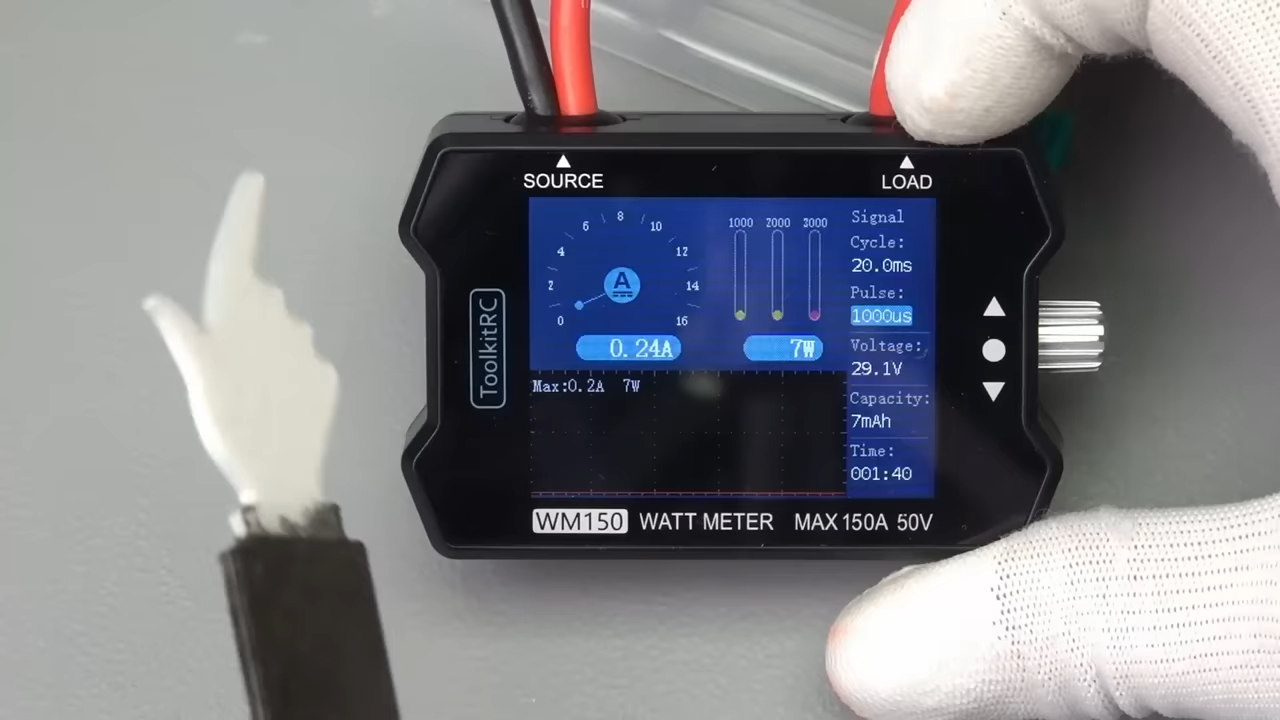 SOURCE
LOAD
ToolkitRC
0
2
4
6
8
10
12
14
16
A
0.24A
1000 2000 3000
7W
Signal
Cycle:
20.0ms
Pulse:
1000us
Voltage:
29.1V
Capacity:
7mAh
Time:
001:40
Max:0.2A 7W
WM150 WATT METER MAX 150A 50V